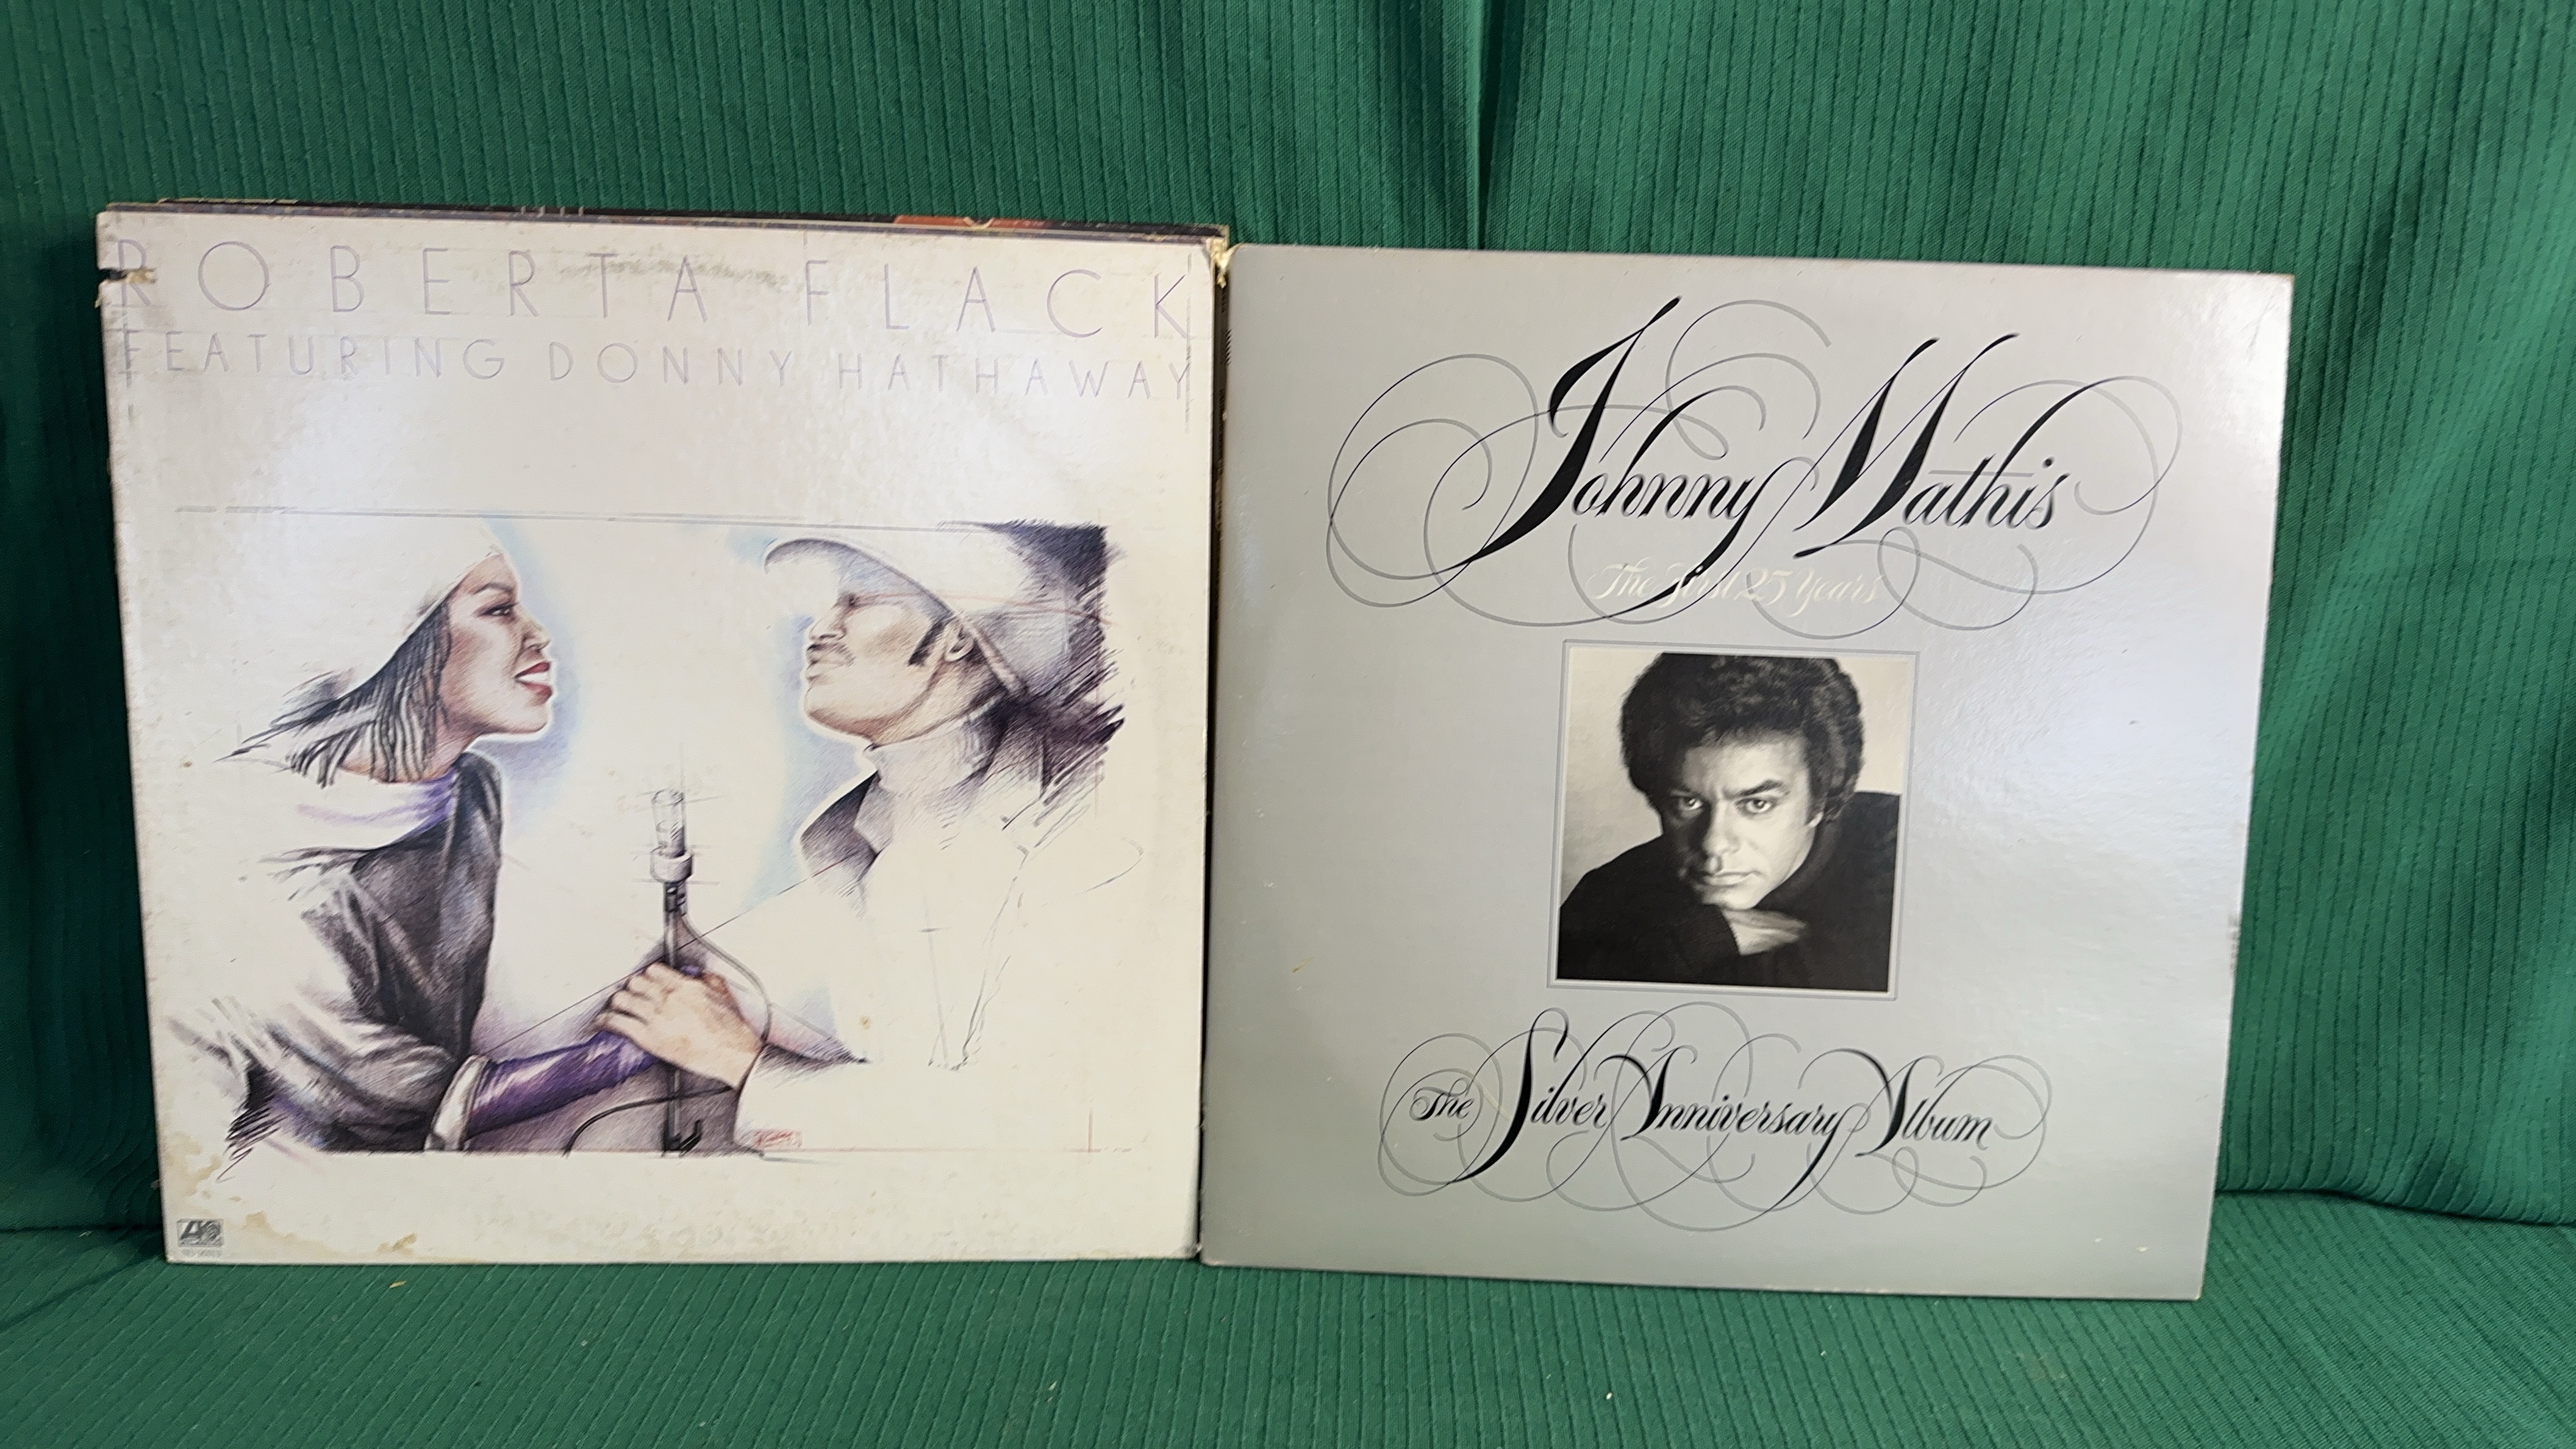 ROBERTA FLACK
FEATURING DONNY HATHAWAY
Johnny Mathis
The First 25 Years
The Silver Anniversary Album